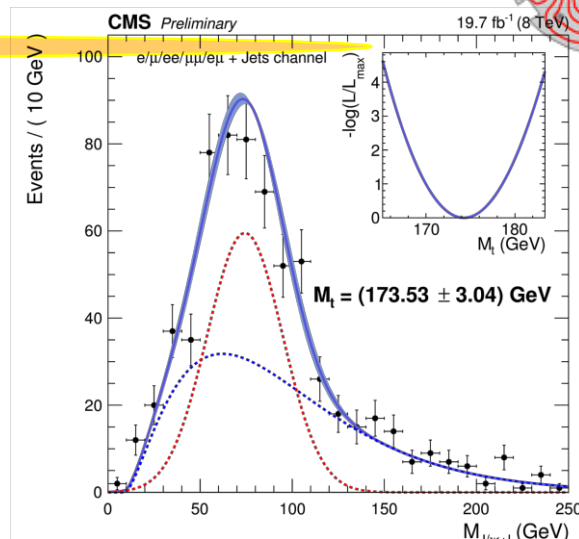 CMS Preliminary 19.7 fb⁻¹ (8 TeV)
e/μ/ee/μμ/eμ + Jets channel
Events / ( 10 GeV )
100
80
60
40
20
0
0 50 100 150 200 250
-log(L/Lmax)
4
3
2
1
0
170 180
Mt (GeV)
Mt = (173.53 ± 3.04) GeV
(GeV)